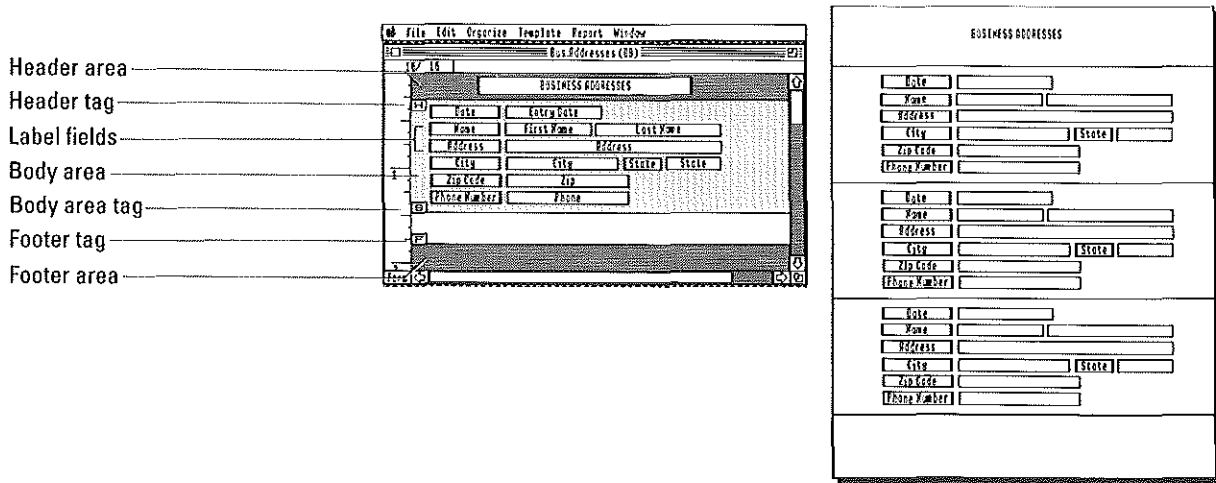 Header area
Header tag
Label fields
Body area
Body area tag
Footer tag
Footer area
File Edit Organize Template Report Window
Bus.Addresses (DB)
16/ 16
BUSINESS ADDRESSES
H
Date Entry Date
Name First Name Last Name
Address Address
City City State State
Zip Code Zip
Phone Number Phone
B
F
Form
BUSINESS ADDRESSES
Date
Name
Address
City State
Zip Code
Phone Number
Date
Name
Address
City State
Zip Code
Phone Number
Date
Name
Address
City State
Zip Code
Phone Number